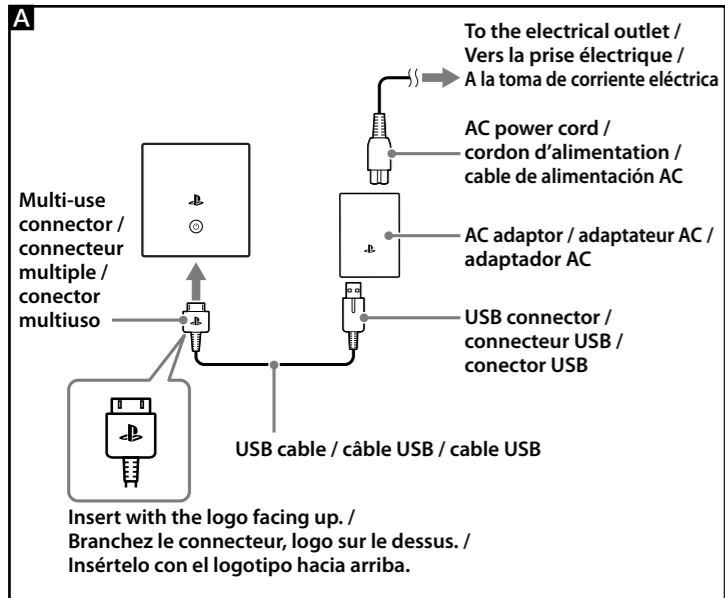 A
To the electrical outlet /
Vers la prise électrique /
A la toma de corriente eléctrica
AC power cord /
cordon d’alimentation /
cable de alimentación AC
Multi-use
connector /
connecteur
multiple /
conector
multiuso
AC adaptor / adaptateur AC /
adaptador AC
USB connector /
connecteur USB /
conector USB
USB cable / câble USB / cable USB
Insert with the logo facing up. /
Branchez le connecteur, logo sur le dessus. /
Insértelo con el logotipo hacia arriba.